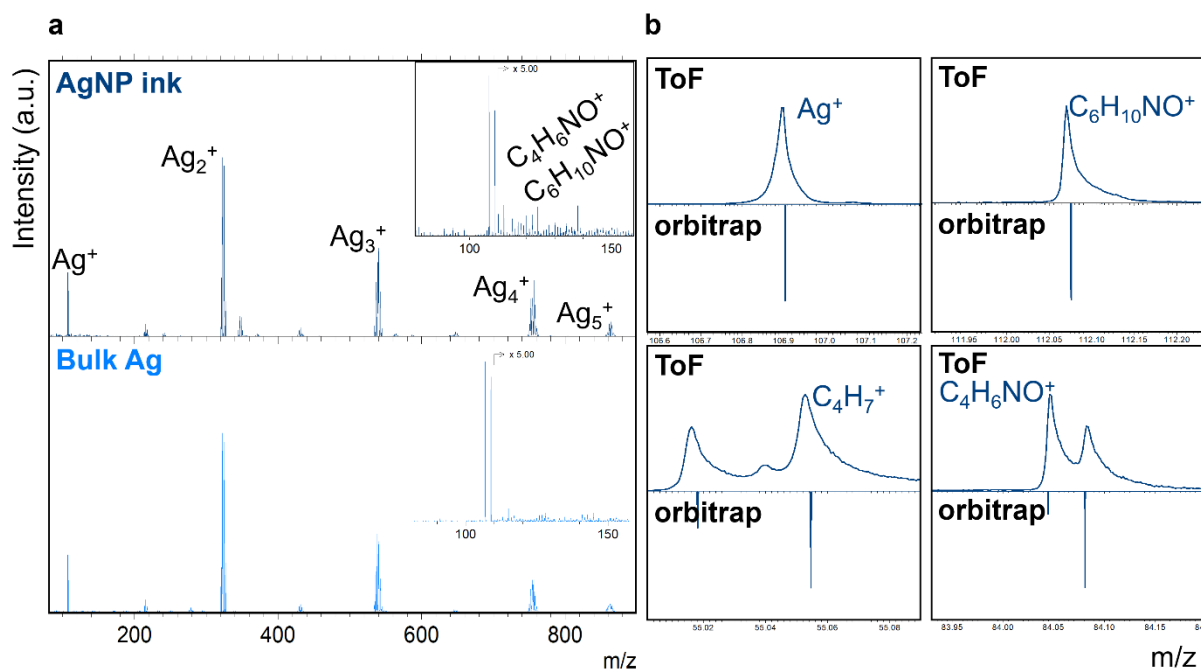 a
Intensity (a.u.)
AgNP ink
Ag⁺
Ag₂⁺
Ag₃⁺
Ag₄⁺
Ag₅⁺
x 5.00
C₄H₆NO⁺
C₆H₁₀NO⁺
100 150
Bulk Ag
x 5.00
100 150
200 400 600 800
m/z
b
ToF
Ag⁺
orbitrap
106.6 106.7 106.8 106.9 107.0 107.1 107.2
ToF
C₆H₁₀NO⁺
orbitrap
111.95 112.00 112.05 112.10 112.15 112.20
ToF
C₄H₇⁺
orbitrap
55.02 55.04 55.06 55.08
ToF
C₄H₆NO⁺
orbitrap
83.95 84.00 84.05 84.10 84.15
m/z